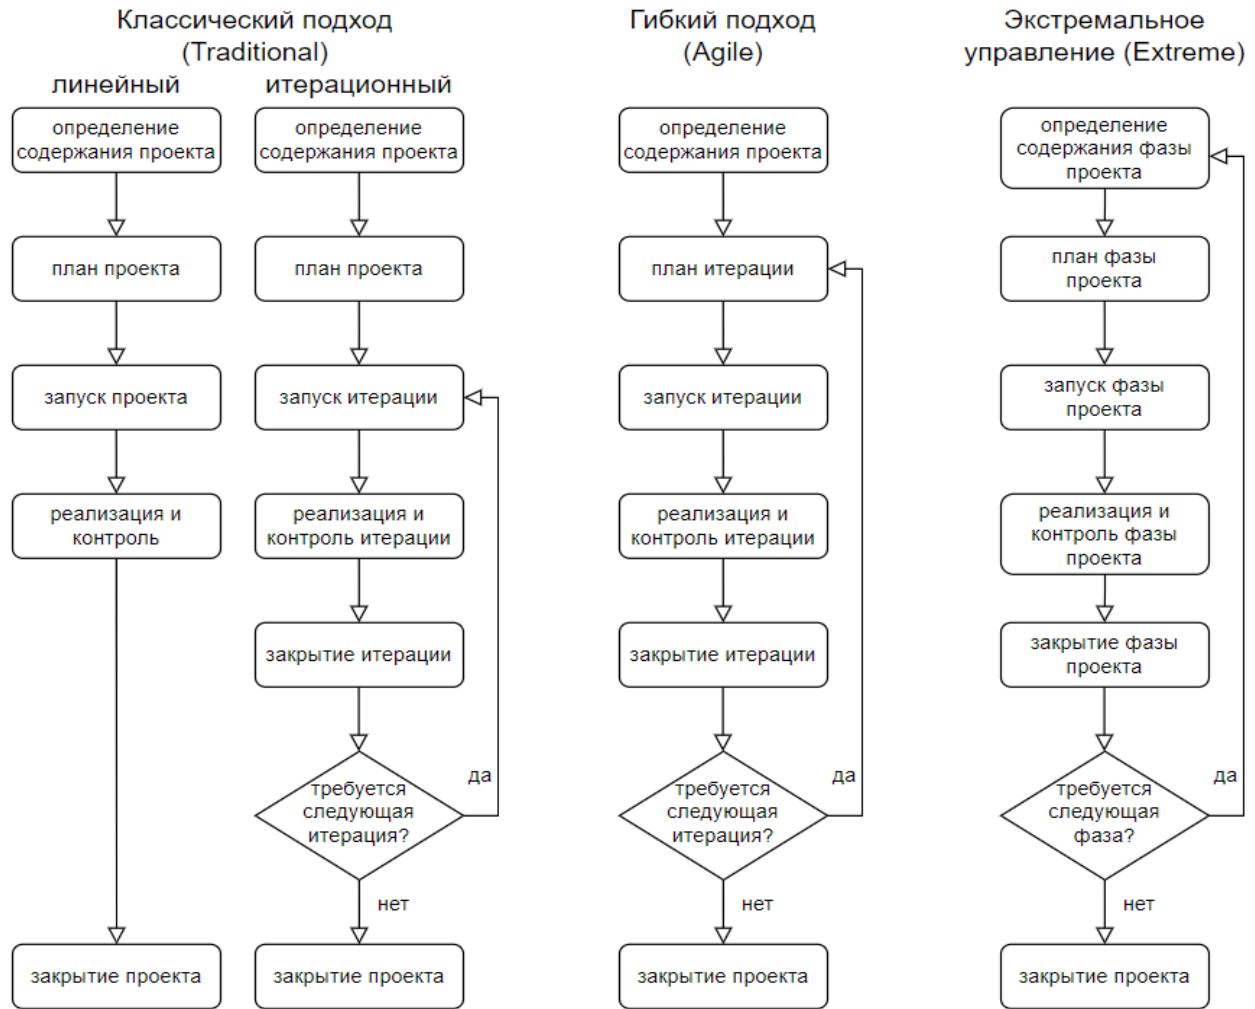 Классический подход
(Traditional)
линейный
итерационный
Гибкий подход
(Agile)
Экстремальное
управление (Extreme)
определение
содержания проекта
план проекта
запуск проекта
реализация и
контроль
закрытие проекта
определение
содержания проекта
план проекта
запуск итерации
реализация и
контроль итерации
закрытие итерации
требуется
следующая
итерация?
да
нет
закрытие проекта
определение
содержания проекта
план итерации
запуск итерации
реализация и
контроль итерации
закрытие итерации
требуется
следующая
итерация?
да
нет
закрытие проекта
определение
содержания фазы
проекта
план фазы
проекта
запуск фазы
проекта
реализация и
контроль фазы
проекта
закрытие фазы
проекта
требуется
следующая
фаза?
да
нет
закрытие проекта